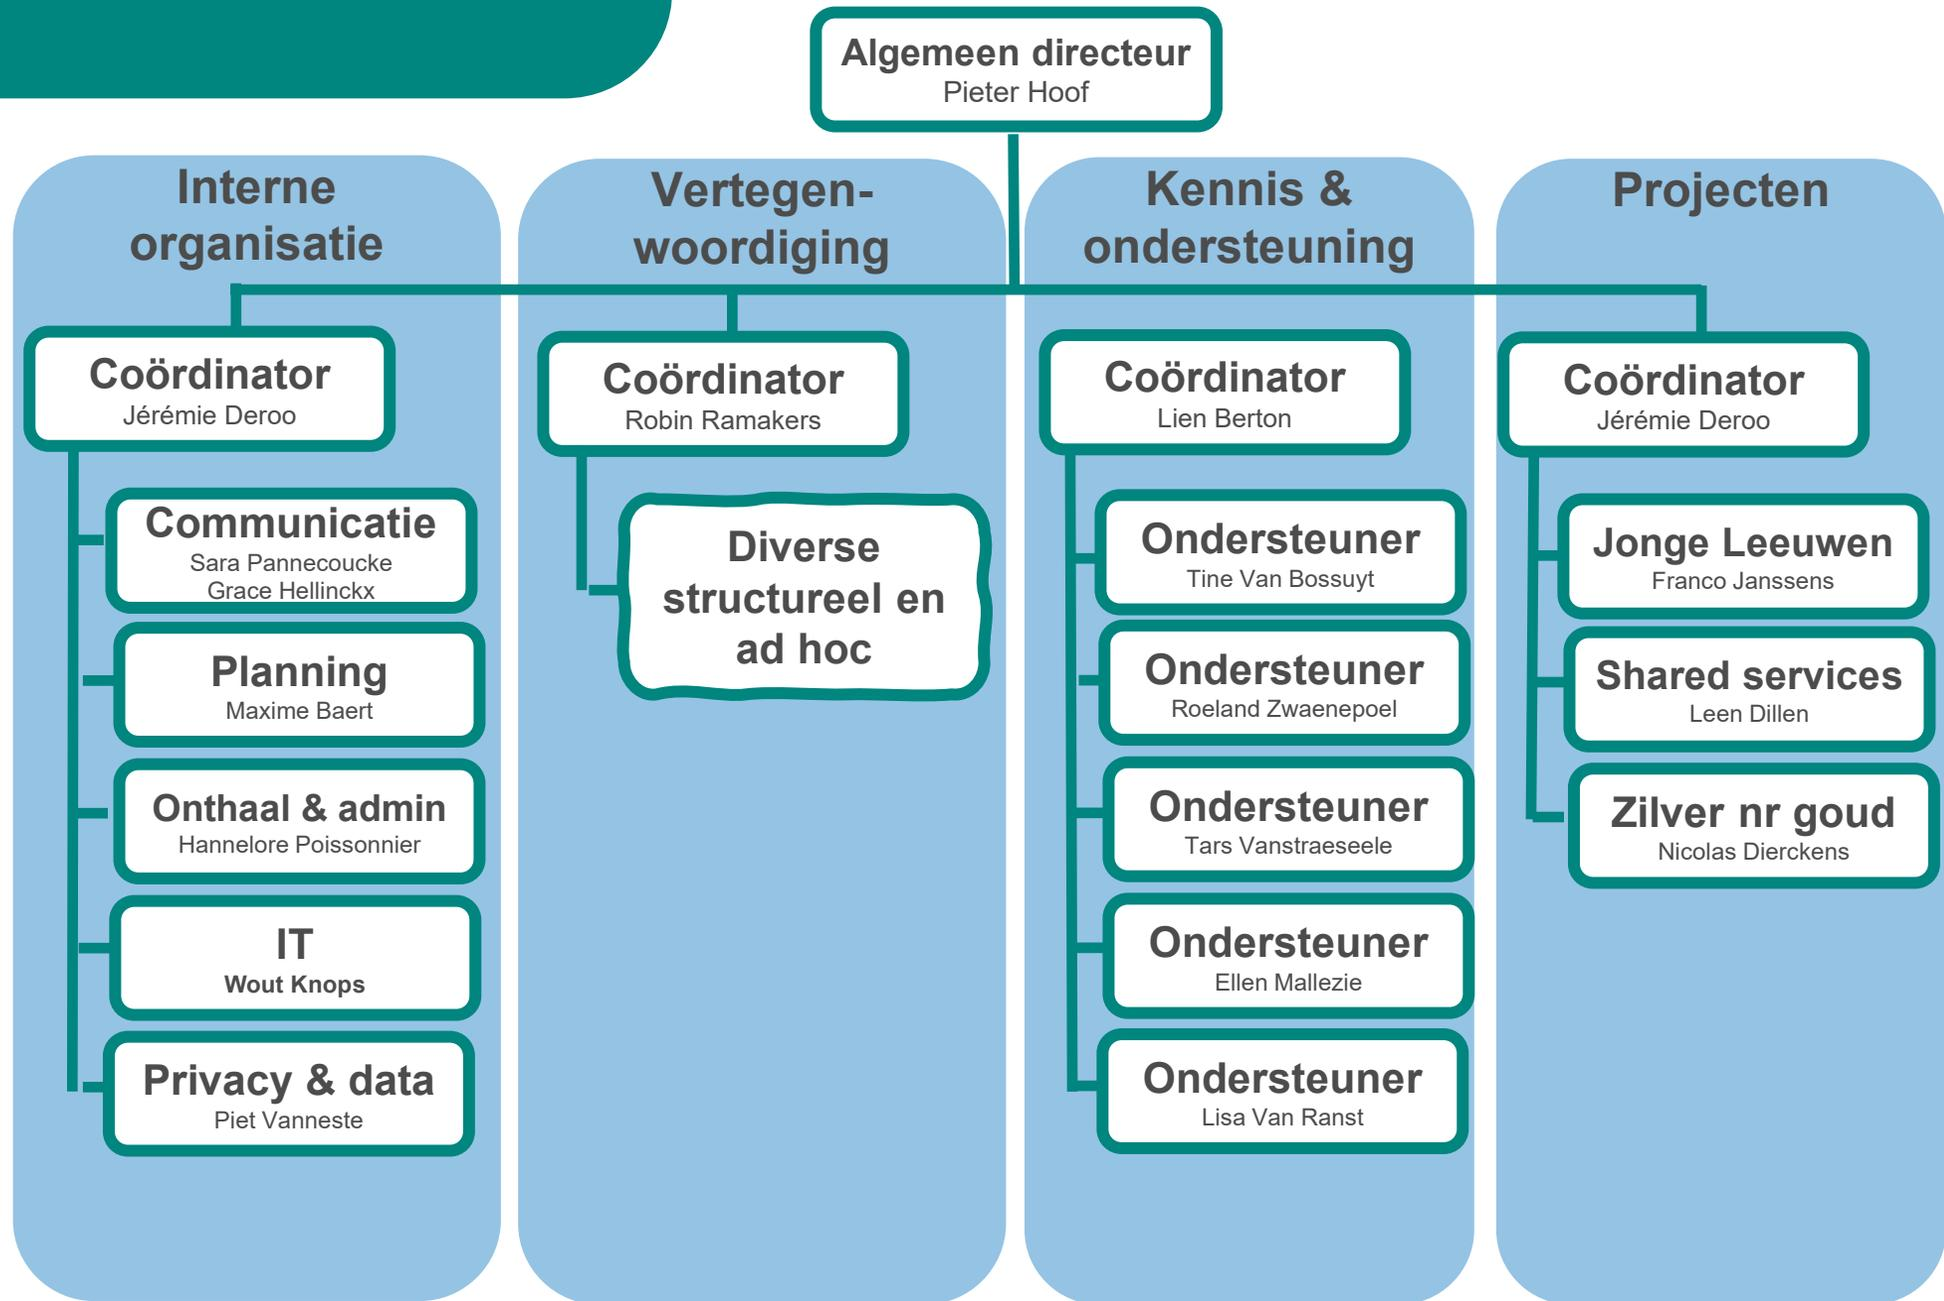 Algemeen directeur
Pieter Hoof
Interne
organisatie
Coördinator
Jérémie Deroo
Communicatie
Sara Pannecoucke
Grace Hellinckx
Planning
Maxime Baert
Onthaal & admin
Hannelore Poissonnier
IT
Wout Knops
Privacy & data
Piet Vanneste
Vertegen-
woordiging
Coördinator
Robin Ramakers
Diverse
structureel en
ad hoc
Kennis &
ondersteuning
Coördinator
Lien Berton
Ondersteuner
Tine Van Bossuyt
Ondersteuner
Roeland Zwaenepoel
Ondersteuner
Tars Vanstraeseele
Ondersteuner
Ellen Mallezie
Ondersteuner
Lisa Van Ranst
Projecten
Coördinator
Jérémie Deroo
Jonge Leeuwen
Franco Janssens
Shared services
Leen Dillen
Zilver nr goud
Nicolas Dierckens